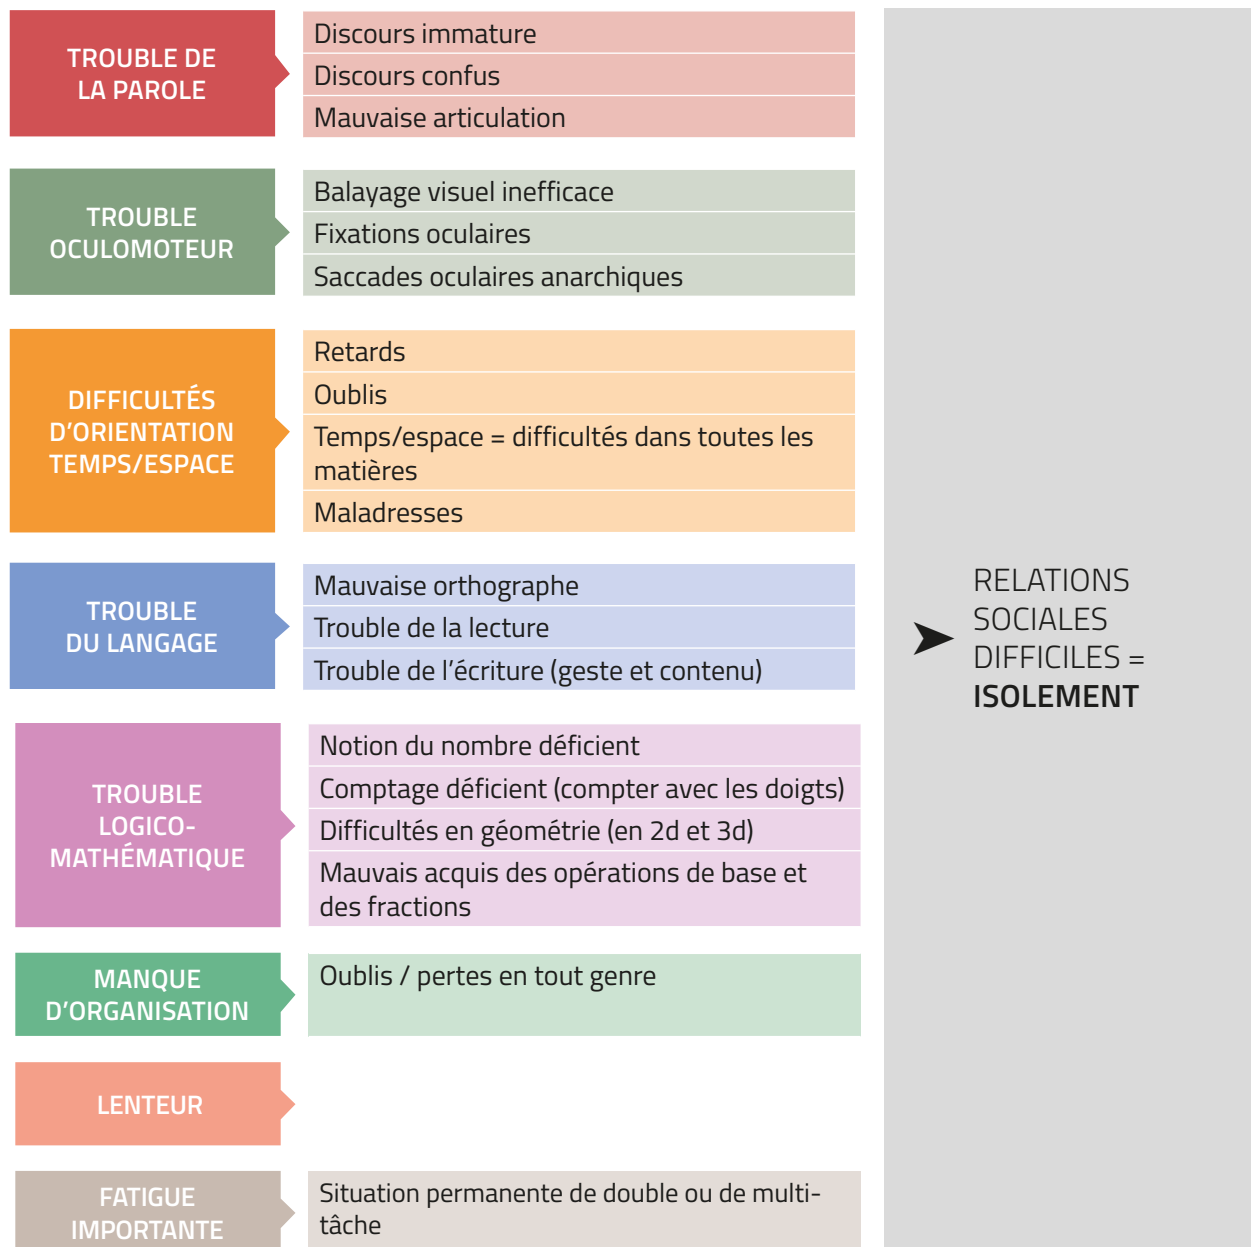 TROUBLE DE
LA PAROLE
Discours immature
Discours confus
Mauvaise articulation
TROUBLE
OCULOMOTEUR
Balayage visuel inefficace
Fixations oculaires
Saccades oculaires anarchiques
DIFFICULTÉS
D’ORIENTATION
TEMPS/ESPACE
Retards
Oublis
Temps/espace = difficultés dans toutes les
matières
Maladresses
TROUBLE
DU LANGAGE
Mauvaise orthographe
Trouble de la lecture
Trouble de l’écriture (geste et contenu)
TROUBLE
LOGICO-
MATHÉMATIQUE
Notion du nombre déficient
Comptage déficient (compter avec les doigts)
Difficultés en géométrie (en 2d et 3d)
Mauvais acquis des opérations de base et
des fractions
MANQUE
D’ORGANISATION
Oublis / pertes en tout genre
LENTEUR
FATIGUE
IMPORTANTE
Situation permanente de double ou de multi-
tâche
➤ RELATIONS
SOCIALES
DIFFICILES =
ISOLEMENT